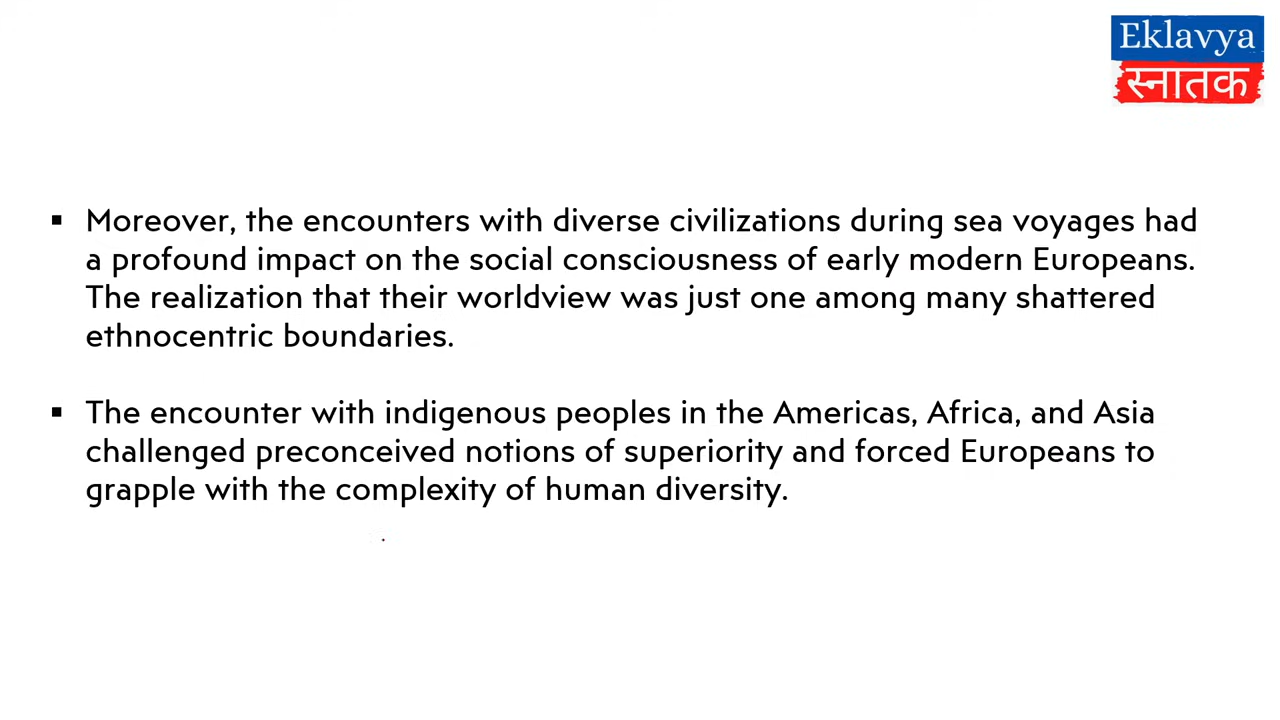 Eklavya
स्नातक
▪ Moreover, the encounters with diverse civilizations during sea voyages had
a profound impact on the social consciousness of early modern Europeans.
The realization that their worldview was just one among many shattered
ethnocentric boundaries.
▪ The encounter with indigenous peoples in the Americas, Africa, and Asia
challenged preconceived notions of superiority and forced Europeans to
grapple with the complexity of human diversity.